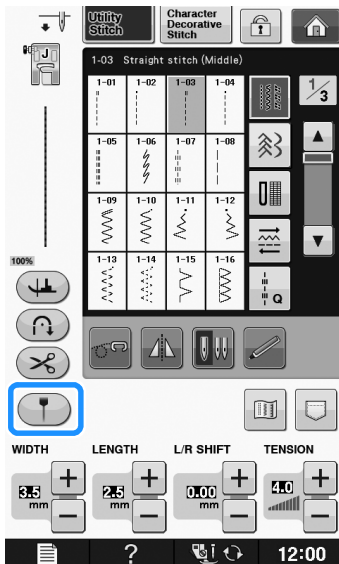 Utility Stitch
Character Decorative Stitch
J
1-03 Straight stitch (Middle)
1-01 1-02 1-03 1-04
1/3
1-05 1-06 1-07 1-08
1-09 1-10 1-11 1-12
100%
1-13 1-14 1-15 1-16
Q
WIDTH LENGTH L/R SHIFT TENSION
3.5 mm + − 2.5 mm + − 0.00 mm + − 4.0 + −
? 12:00